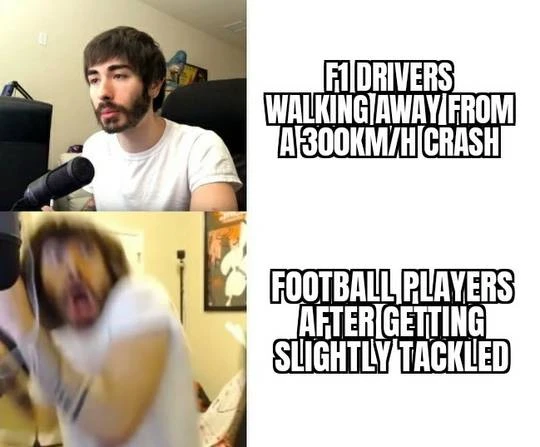 F1 DRIVERS
WALKING AWAY FROM
A 300KM/H CRASH
FOOTBALL PLAYERS
AFTER GETTING
SLIGHTLY TACKLED